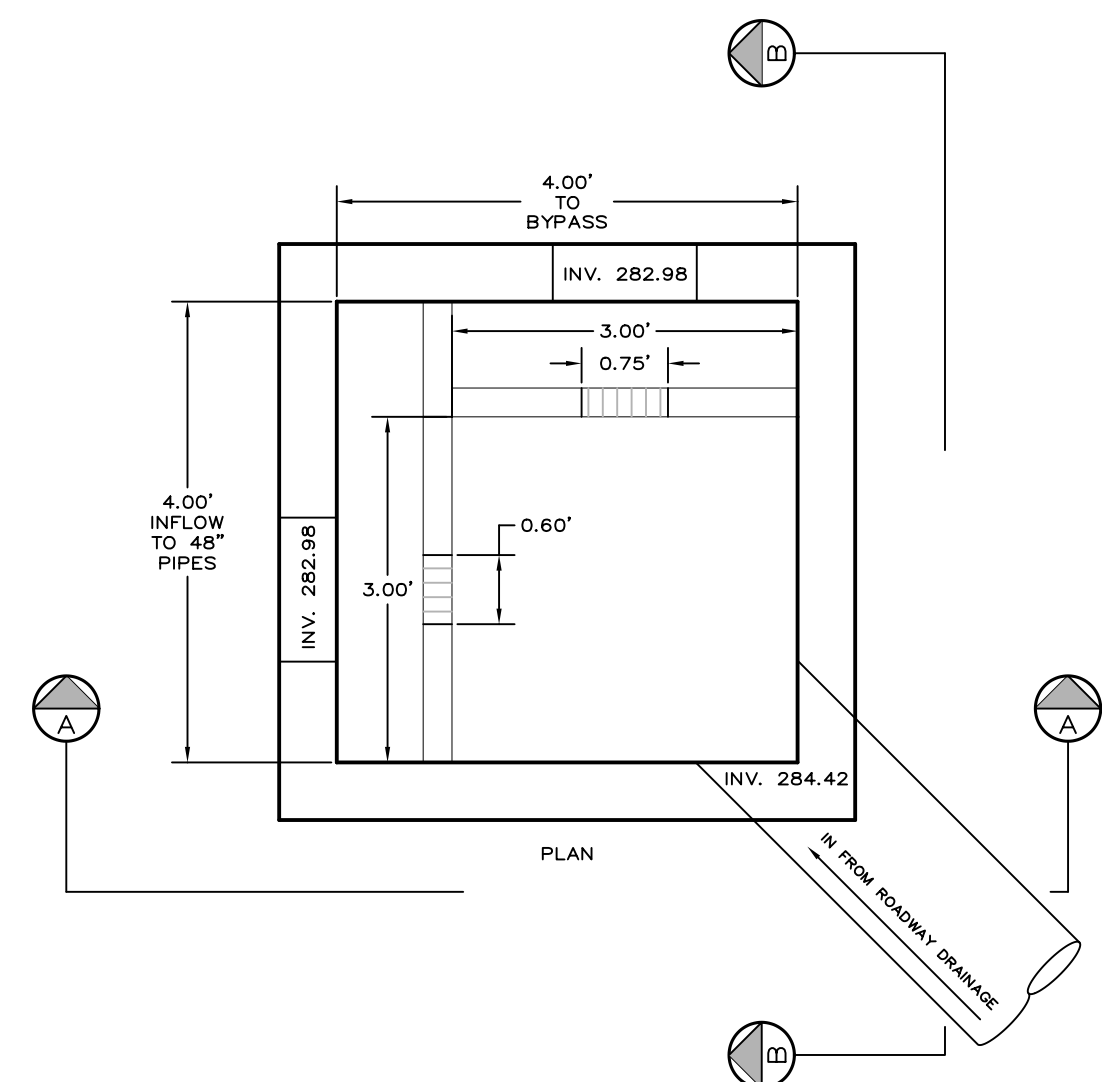 B
4.00'
TO
BYPASS
INV. 282.98
3.00'
0.75'
4.00'
INFLOW
TO 48"
PIPES
INV. 282.98
0.60'
3.00'
A
A
INV. 284.42
PLAN
IN FROM ROADWAY DRAINAGE
B